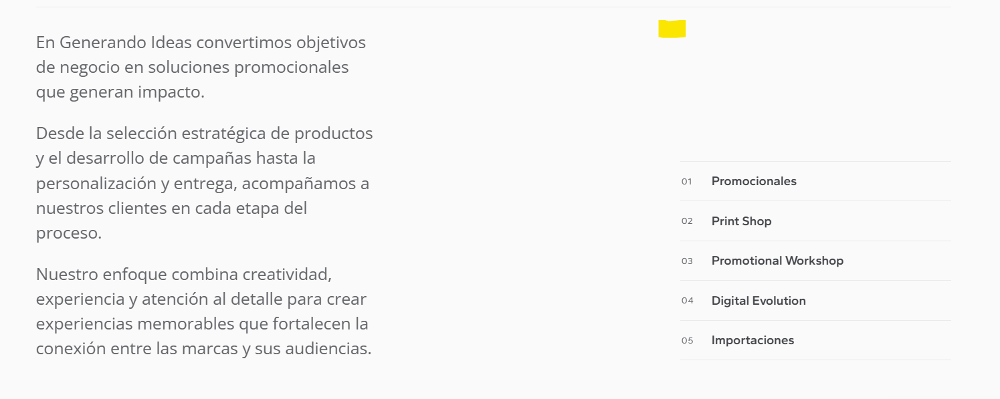 En Generando Ideas convertimos objetivos
de negocio en soluciones promocionales
que generan impacto.
Desde la selección estratégica de productos
y el desarrollo de campañas hasta la
personalización y entrega, acompañamos a
nuestros clientes en cada etapa del
proceso.
Nuestro enfoque combina creatividad,
experiencia y atención al detalle para crear
experiencias memorables que fortalecen la
conexión entre las marcas y sus audiencias.
01 Promocionales
02 Print Shop
03 Promotional Workshop
04 Digital Evolution
05 Importaciones